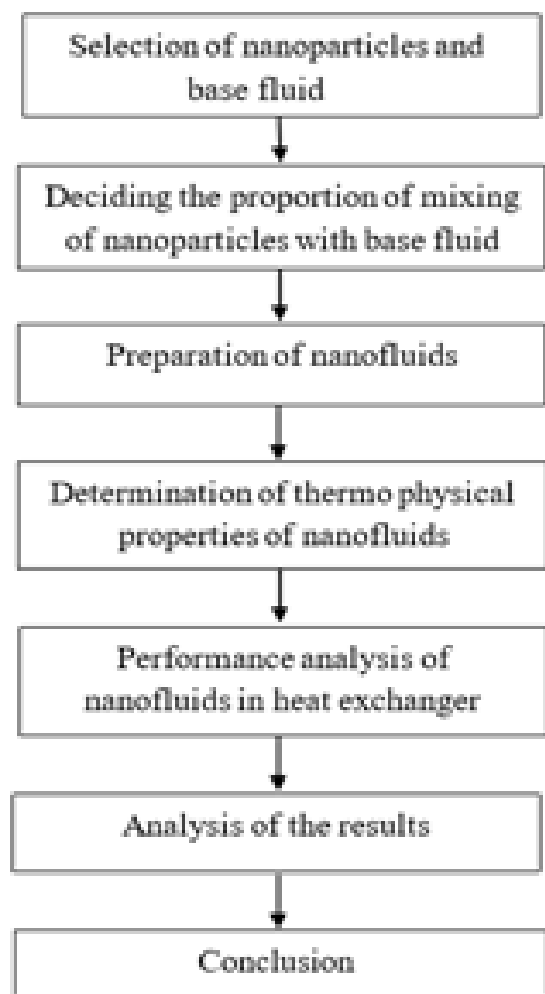 Selection of nanoparticles and
base fluid
Deciding the proportion of mixing
of nanoparticles with base fluid
Preparation of nanofluids
Determination of thermo physical
properties of nanofluids
Performance analysis of
nanofluids in heat exchanger
Analysis of the results
Conclusion